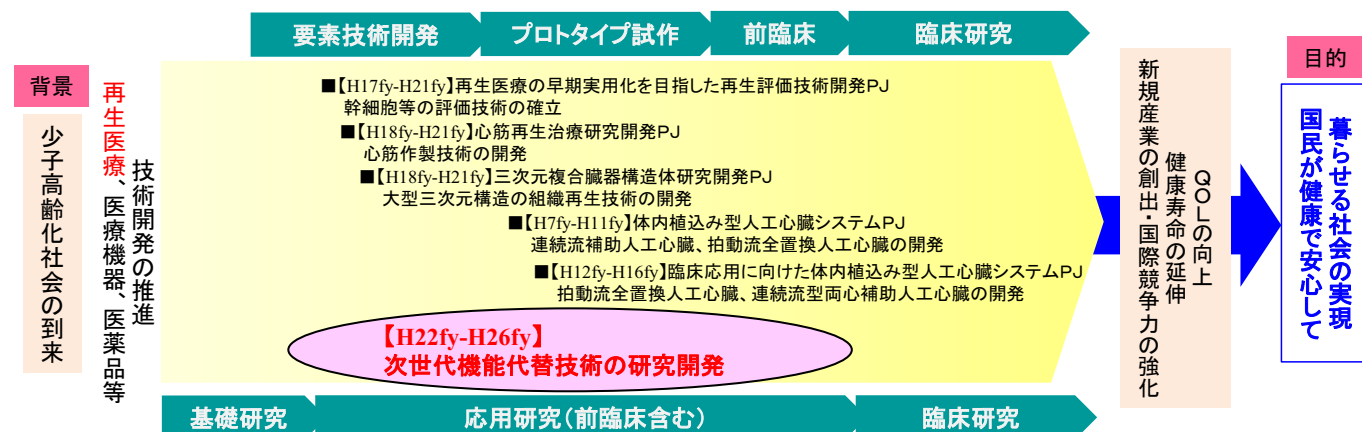 要素技術開発
プロトタイプ試作
前臨床
臨床研究
背景
少子高齢化社会の到来
再生医療、医療機器、医薬品等
技術開発の推進
■【H17fy-H21fy】再生医療の早期実用化を目指した再生評価技術開発PJ
幹細胞等の評価技術の確立
■【H18fy-H21fy】心筋再生治療研究開発PJ
心筋作製技術の開発
■【H18fy-H21fy】三次元複合臓器構造体研究開発PJ
大型三次元構造の組織再生技術の開発
■【H7fy-H11fy】体内植込み型人工心臓システムPJ
連続流補助人工心臓、拍動流全置換人工心臓の開発
■【H12fy-H16fy】臨床応用に向けた体内植込み型人工心臓システムPJ
拍動流全置換人工心臓、連続流型両心補助人工心臓の開発
【H22fy-H26fy】
次世代機能代替技術の研究開発
基礎研究
応用研究(前臨床含む)
臨床研究
QOLの向上
健康寿命の延伸
新規産業の創出・国際競争力の強化
目的
国民が健康で安心して
暮らせる社会の実現